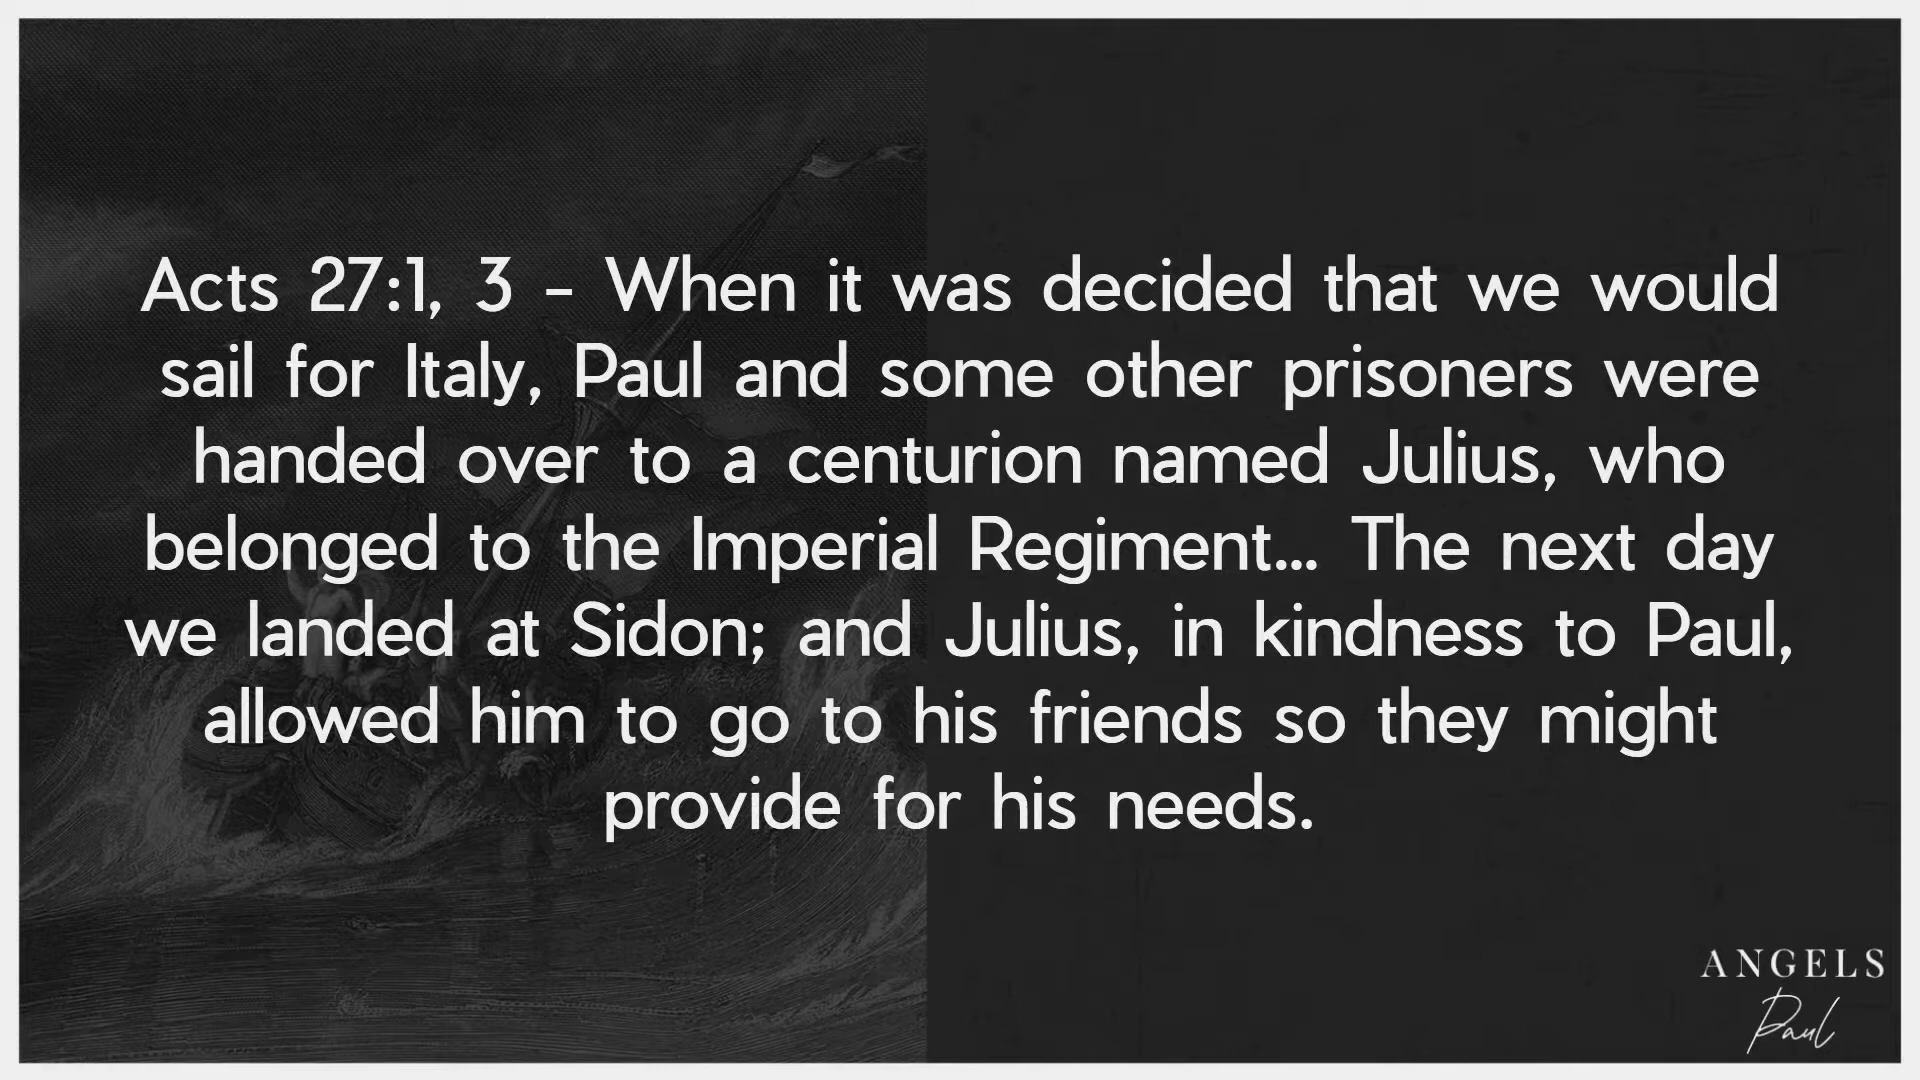 Acts 27:1, 3 – When it was decided that we would
sail for Italy, Paul and some other prisoners were
handed over to a centurion named Julius, who
belonged to the Imperial Regiment... The next day
we landed at Sidon; and Julius, in kindness to Paul,
allowed him to go to his friends so they might
provide for his needs.
ANGELS
Paul